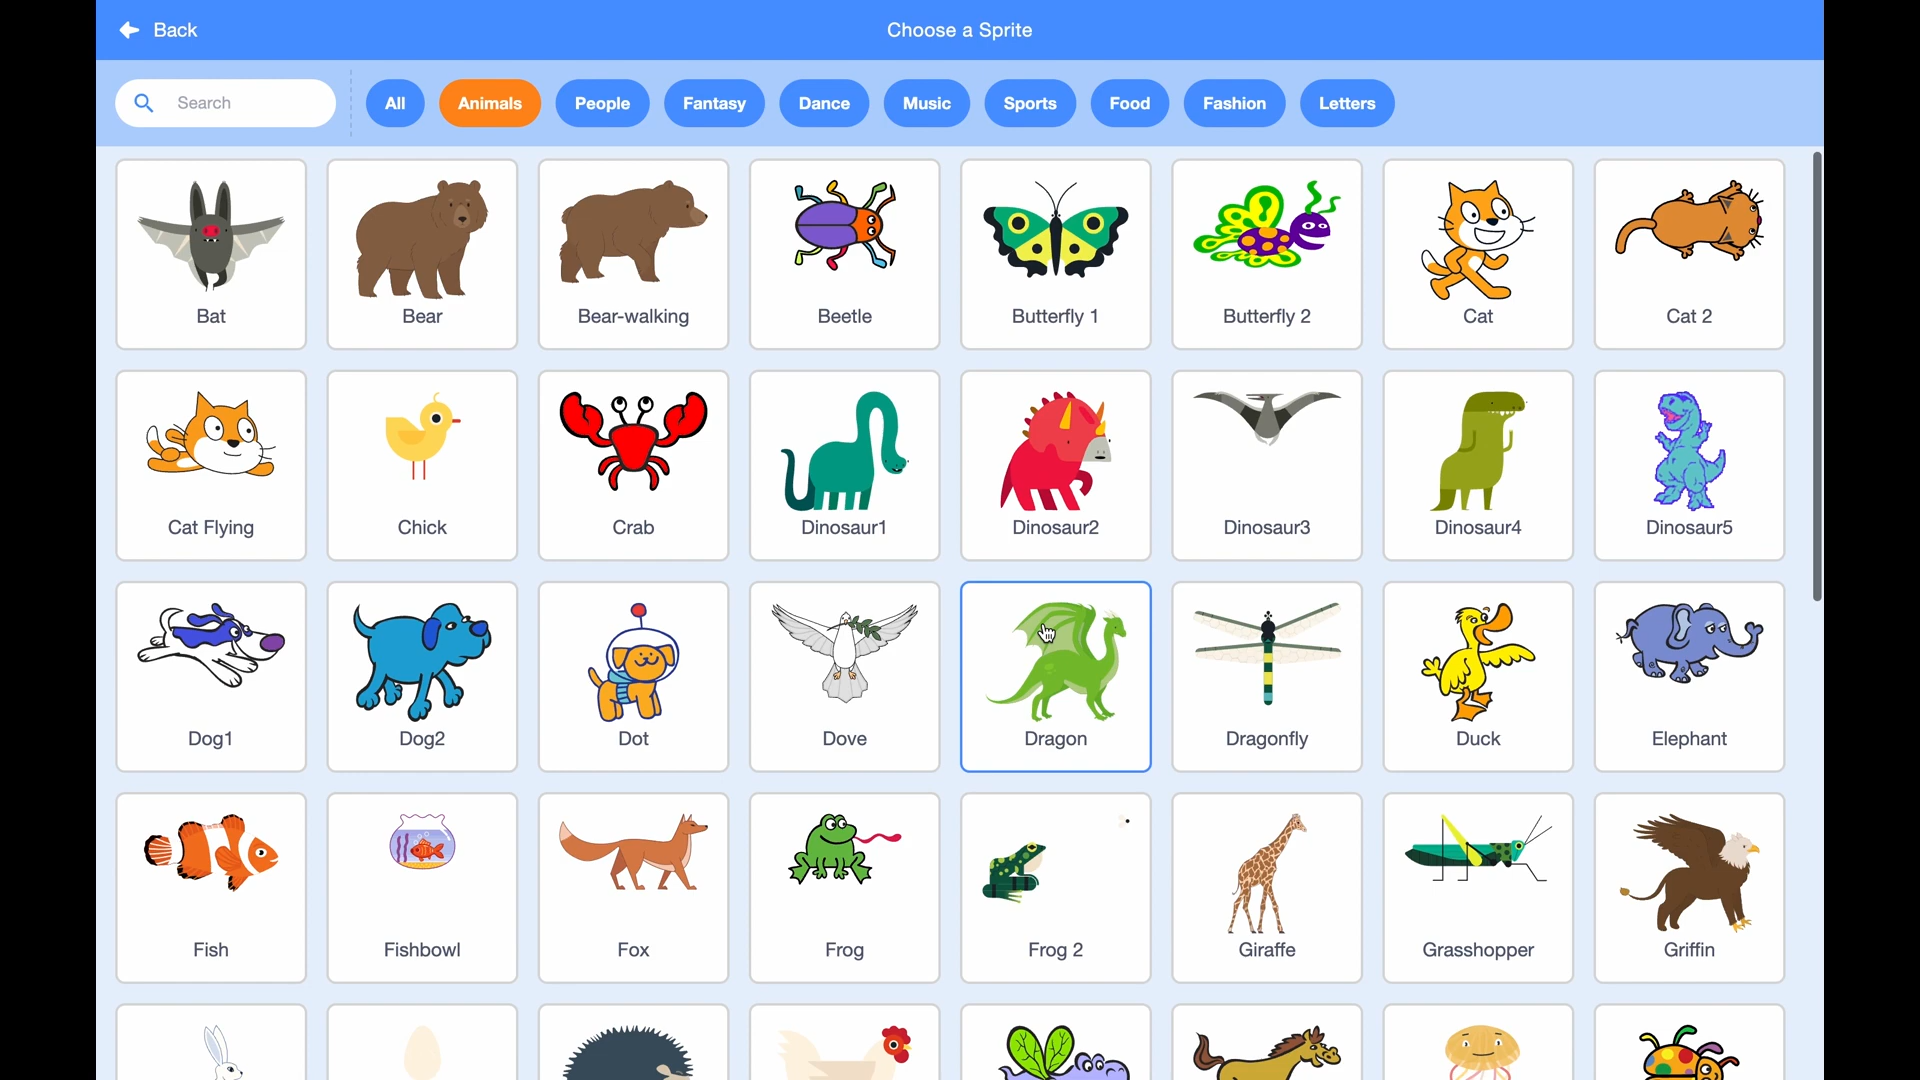 Back
Choose a Sprite
Search
All
Animals
People
Fantasy
Dance
Music
Sports
Food
Fashion
Letters
Bat
Bear
Bear-walking
Beetle
Butterfly 1
Butterfly 2
Cat
Cat 2
Cat Flying
Chick
Crab
Dinosaur1
Dinosaur2
Dinosaur3
Dinosaur4
Dinosaur5
Dog1
Dog2
Dot
Dove
Dragon
Dragonfly
Duck
Elephant
Fish
Fishbowl
Fox
Frog
Frog 2
Giraffe
Grasshopper
Griffin